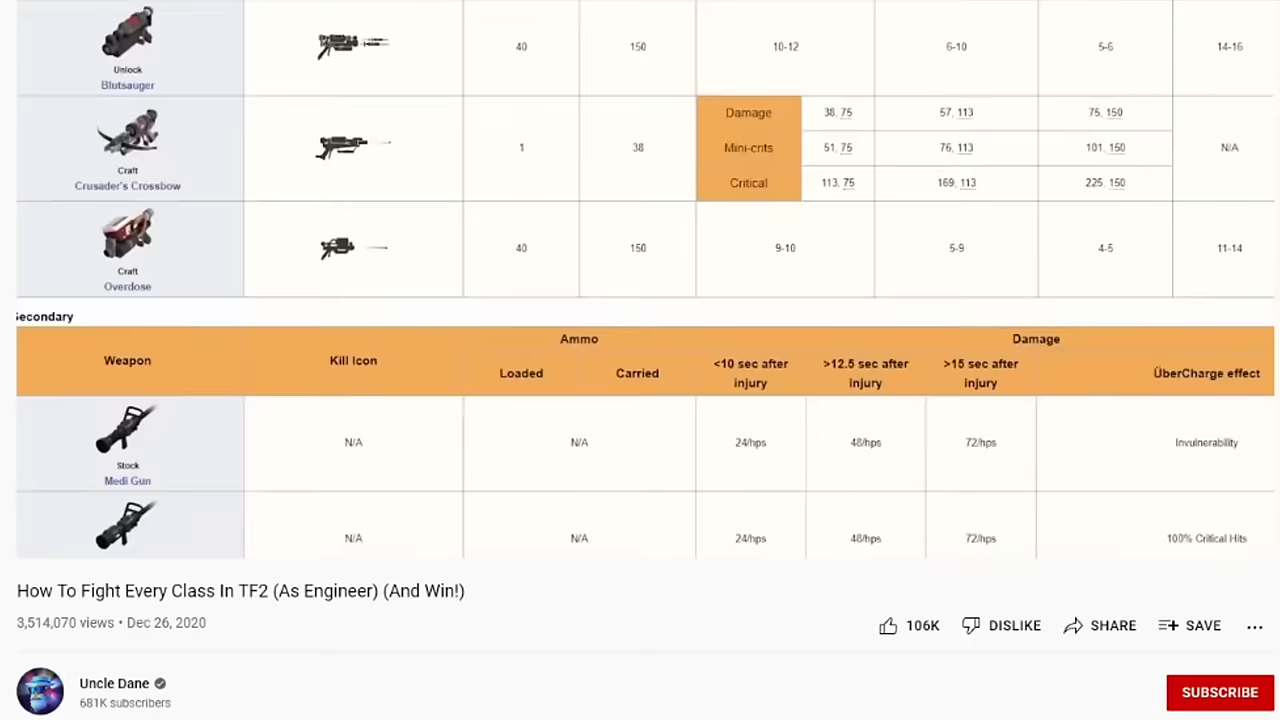 Unlock
Blutsauger
40
150
10-12
6-10
5-6
14-16
Craft
Crusader's Crossbow
1
38
Damage
38, 75
57, 113
75, 150
Mini-crits
51, 75
76, 113
101, 150
Critical
113, 75
169, 113
225, 150
N/A
Craft
Overdose
40
150
9-10
5-9
4-5
11-14
Secondary
Weapon
Kill Icon
Ammo
Loaded
Carried
Damage
<10 sec after
injury
>12.5 sec after
injury
>15 sec after
injury
ÜberCharge effect
Stock
Medi Gun
N/A
N/A
24/hps
48/hps
72/hps
Invulnerability
N/A
N/A
24/hps
48/hps
72/hps
100% Critical Hits
How To Fight Every Class In TF2 (As Engineer) (And Win!)
3,514,070 views • Dec 26, 2020
106K
DISLIKE
SHARE
SAVE
Uncle Dane
681K subscribers
SUBSCRIBE